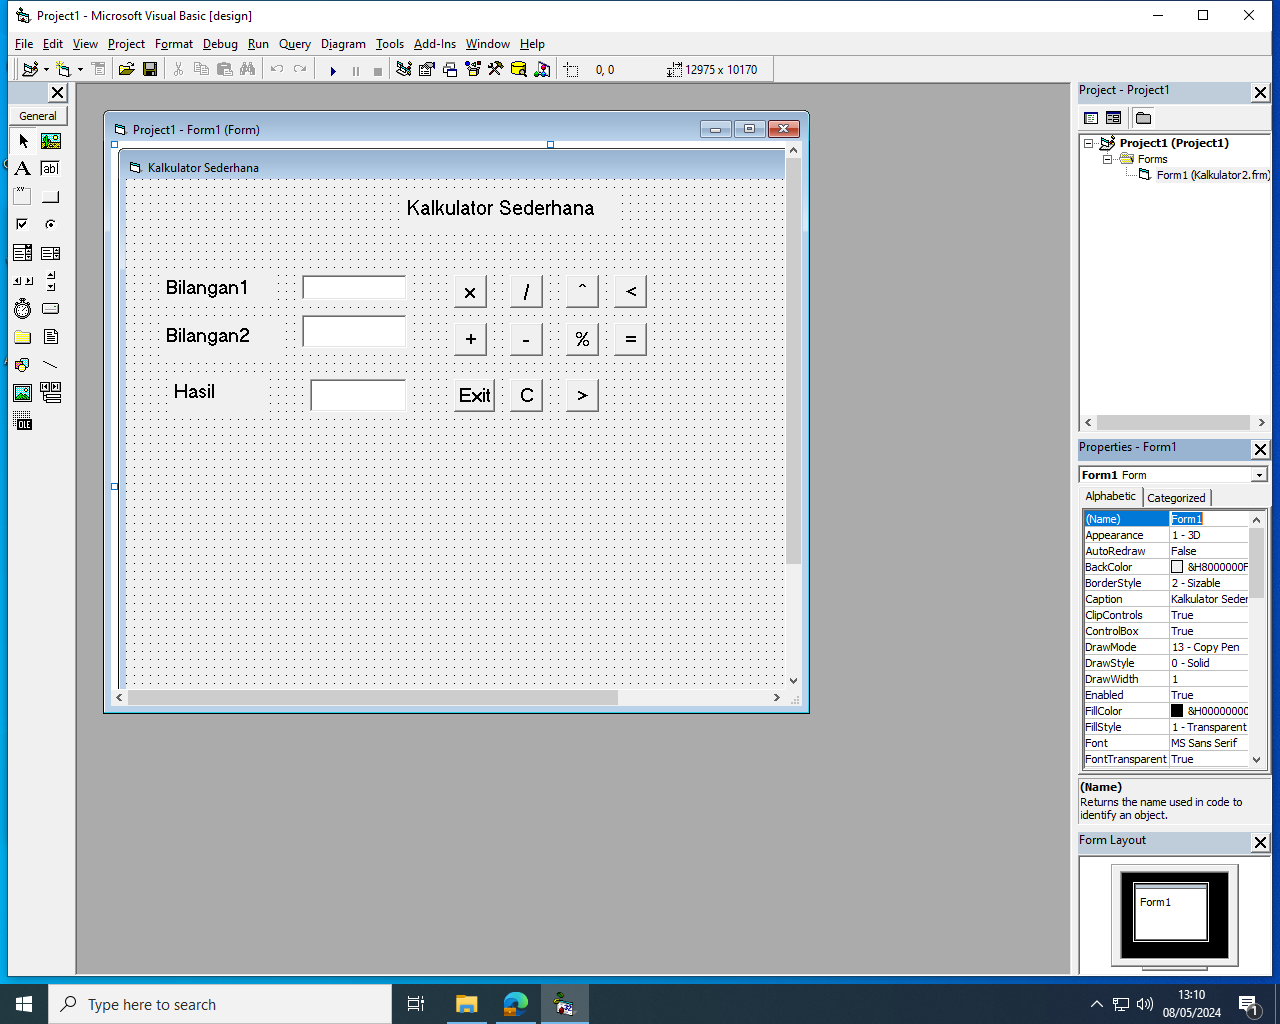 Project1 - Microsoft Visual Basic [design]
File Edit View Project Format Debug Run Query Diagram Tools Add-Ins Window Help
0, 0
12975 x 10170
General
A
ab
xy
OLE
Project1 - Form1 (Form)
Kalkulator Sederhana
Kalkulator Sederhana
Bilangan1
× / ^ <
Bilangan2
+ - % =
Hasil
Exit C >
Project - Project1
Project1 (Project1)
Forms
Form1 (Kalkulator2.frm)
Properties - Form1
Form1 Form
Alphabetic Categorized
(Name) Form1
Appearance 1 - 3D
AutoRedraw False
BackColor &H8000000F
BorderStyle 2 - Sizable
Caption Kalkulator Seder
ClipControls True
ControlBox True
DrawMode 13 - Copy Pen
DrawStyle 0 - Solid
DrawWidth 1
Enabled True
FillColor &H00000000
FillStyle 1 - Transparent
Font MS Sans Serif
FontTransparent True
(Name)
Returns the name used in code to
identify an object.
Form Layout
Form1
Type here to search
13:10
08/05/2024
1